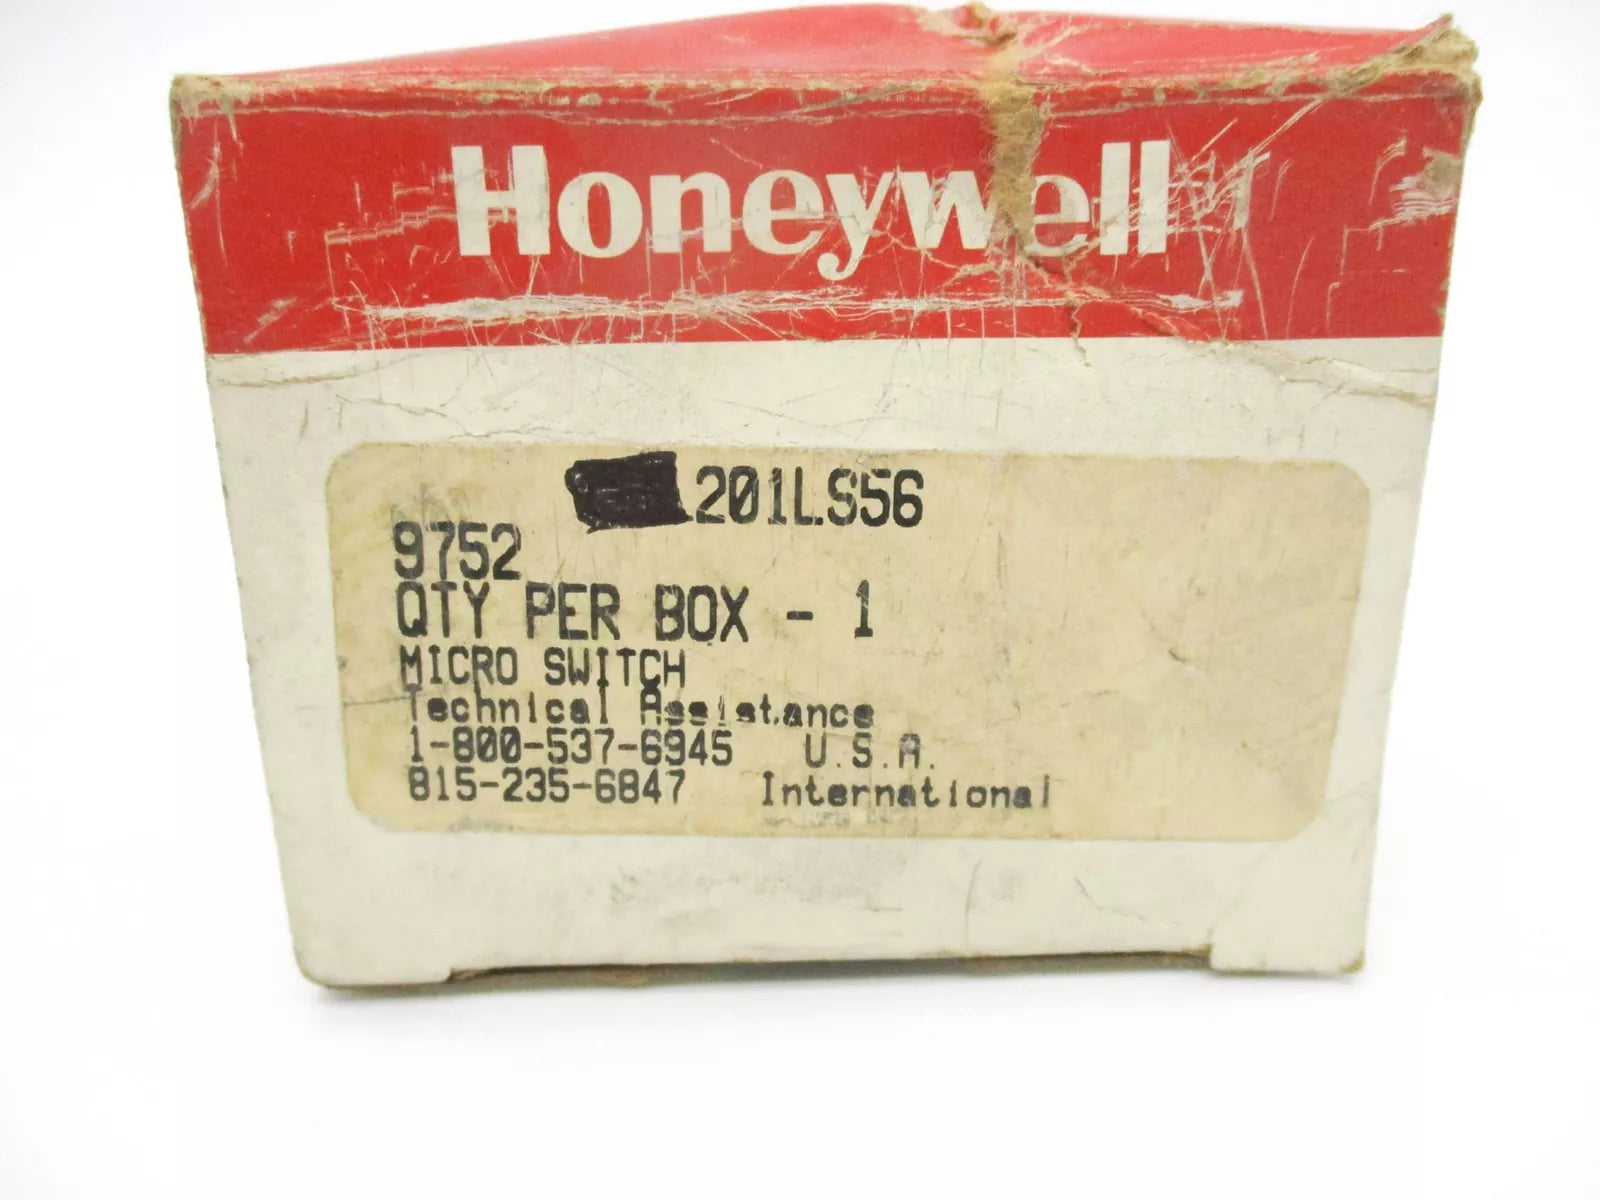 Honeywell
201LS56
9752
QTY PER BOX - 1
MICRO SWITCH
Technical Assistance
1-800-537-6945 U.S.A.
815-235-6847 International